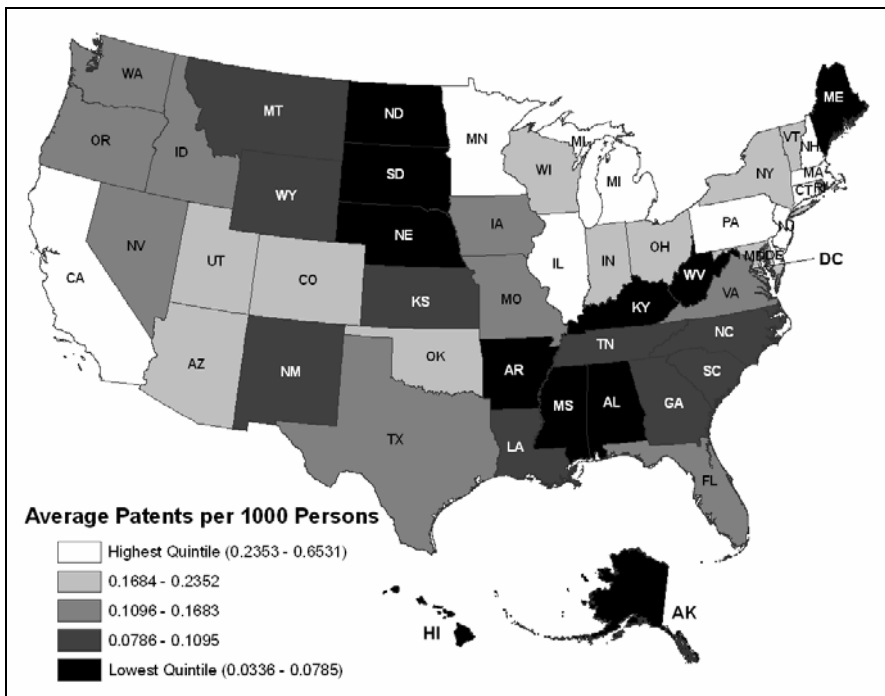 WA
MT
ND
ME
MN
VT
NH
OR
ID
MI
WI
NY
MA
SD
MI
CT
RI
WY
IA
PA
NJ
NE
NV
IL
IN
OH
MD
DE
DC
UT
WV
CA
CO
VA
KS
MO
KY
NC
TN
OK
AZ
NM
AR
SC
MS
AL
GA
TX
LA
FL
Average Patents per 1000 Persons
Highest Quintile (0.2353 - 0.6531)
0.1684 - 0.2352
0.1096 - 0.1683
0.0786 - 0.1095
Lowest Quintile (0.0336 - 0.0785)
HI
AK